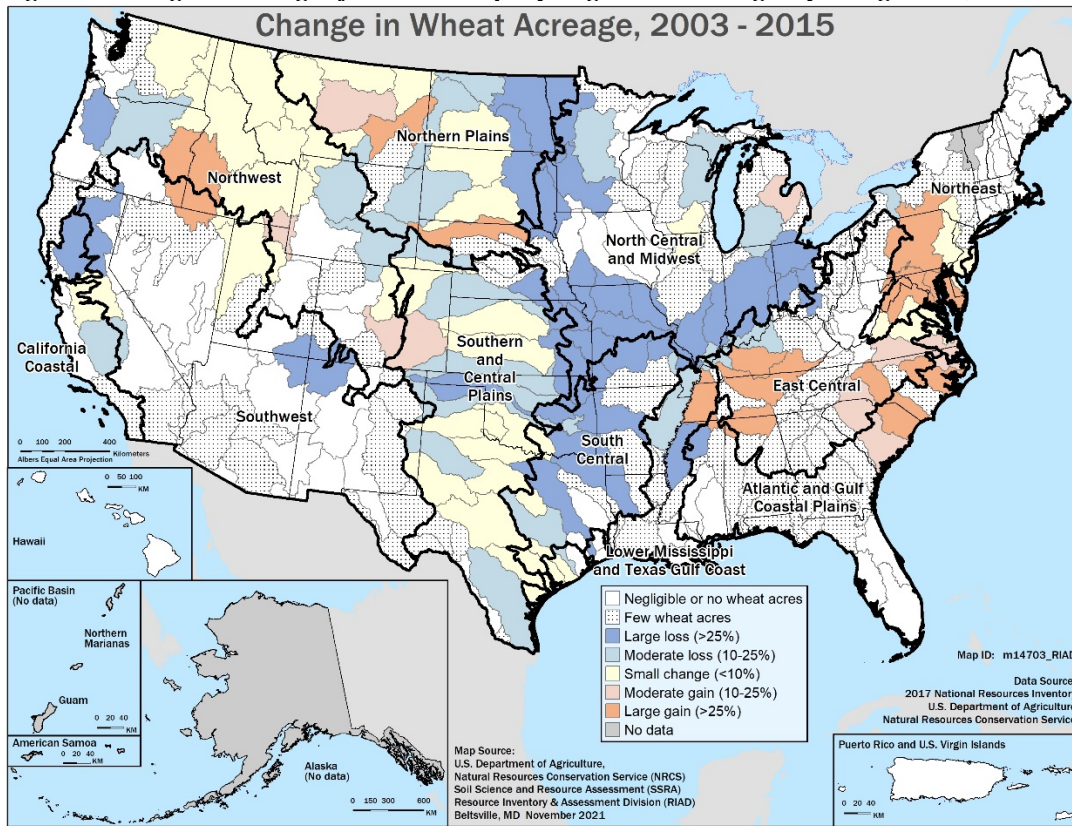 Change in Wheat Acreage, 2003 - 2015
Northern Plains
Northwest
Northeast
North Central
and Midwest
California
Coastal
Southern
and
Central
Plains
East Central
Southwest
South
Central
Atlantic and Gulf
Coastal Plains
Lower Mississippi
and Texas Gulf Coast
0 100 200 400
Kilometers
Albers Equal Area Projection
0 50 100
KM
Hawaii
Pacific Basin
(No data)
Northern
Marianas
Guam
0 20 40
KM
American Samoa
0 20 40
KM
Alaska
(No data)
0 150 300 600
KM
Negligible or no wheat acres
Few wheat acres
Large loss (>25%)
Moderate loss (10-25%)
Small change (<10%)
Moderate gain (10-25%)
Large gain (>25%)
No data
Map Source:
U.S. Department of Agriculture,
Natural Resources Conservation Service (NRCS)
Soil Science and Resource Assessment (SSRA)
Resource Inventory & Assessment Division (RIAD)
Beltsville, MD November 2021
Map ID: m14703_RIAD
Data Source
2017 National Resources Inventory
U.S. Department of Agriculture
Natural Resources Conservation Service
Puerto Rico and U.S. Virgin Islands
0 20 40
KM